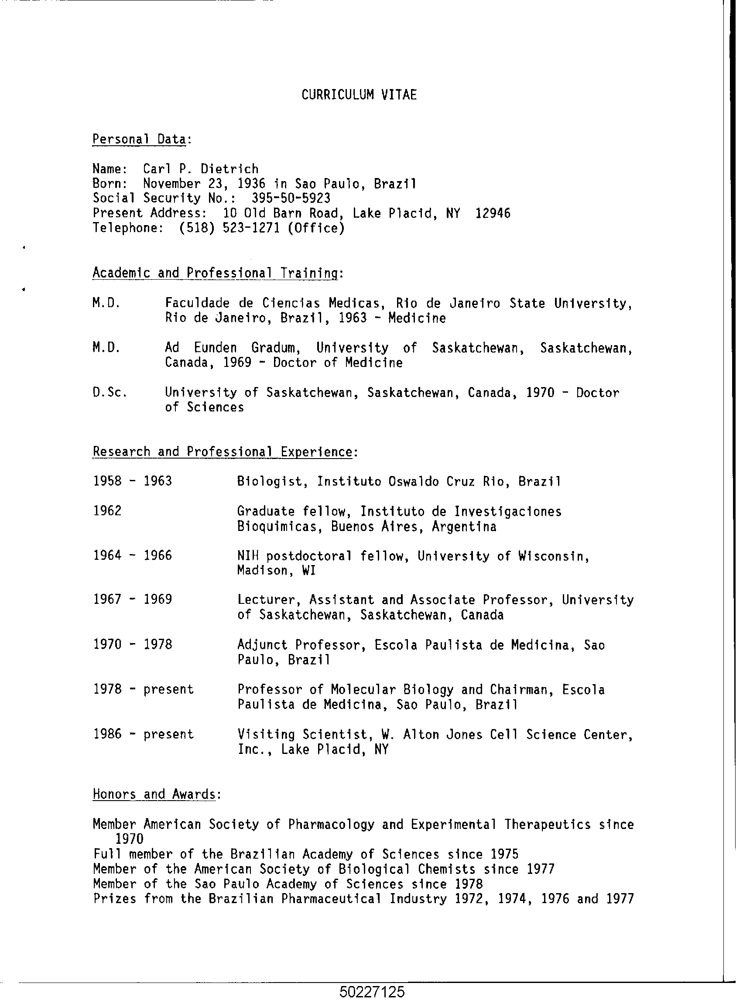 CURRICULUM VITAE
Personal Data:
Name: Carl P. Dietrich
Born: November 23, 1936 in Sao Paulo, Brazil
Social Security No.: 395-50-5923
Present Address: 10 Old Barn Road, Lake Placid, NY 12946
Telephone: (518) 523-1271 (Office)
Academic and Professional Training:
M.D. Faculdade de Ciencias Medicas, Rio de Janeiro State University,
Rio de Janeiro, Brazil, 1963 - Medicine
M.D. Ad Eunden Gradum, University of Saskatchewan, Saskatchewan,
Canada, 1969 - Doctor of Medicine
D.Sc. University of Saskatchewan, Saskatchewan, Canada, 1970 - Doctor
of Sciences
Research and Professional Experience:
1958 - 1963 Biologist, Instituto Oswaldo Cruz Rio, Brazil
1962 Graduate fellow, Instituto de Investigaciones
Bioquimicas, Buenos Aires, Argentina
1964 - 1966 NIH postdoctoral fellow, University of Wisconsin,
Madison, WI
1967 - 1969 Lecturer, Assistant and Associate Professor, University
of Saskatchewan, Saskatchewan, Canada
1970 - 1978 Adjunct Professor, Escola Paulista de Medicina, Sao
Paulo, Brazil
1978 - present Professor of Molecular Biology and Chairman, Escola
Paulista de Medicina, Sao Paulo, Brazil
1986 - present Visiting Scientist, W. Alton Jones Cell Science Center,
Inc., Lake Placid, NY
Honors and Awards:
Member American Society of Pharmacology and Experimental Therapeutics since
1970
Full member of the Brazilian Academy of Sciences since 1975
Member of the American Society of Biological Chemists since 1977
Member of the Sao Paulo Academy of Sciences since 1978
Prizes from the Brazilian Pharmaceutical Industry 1972, 1974, 1976 and 1977
50227125